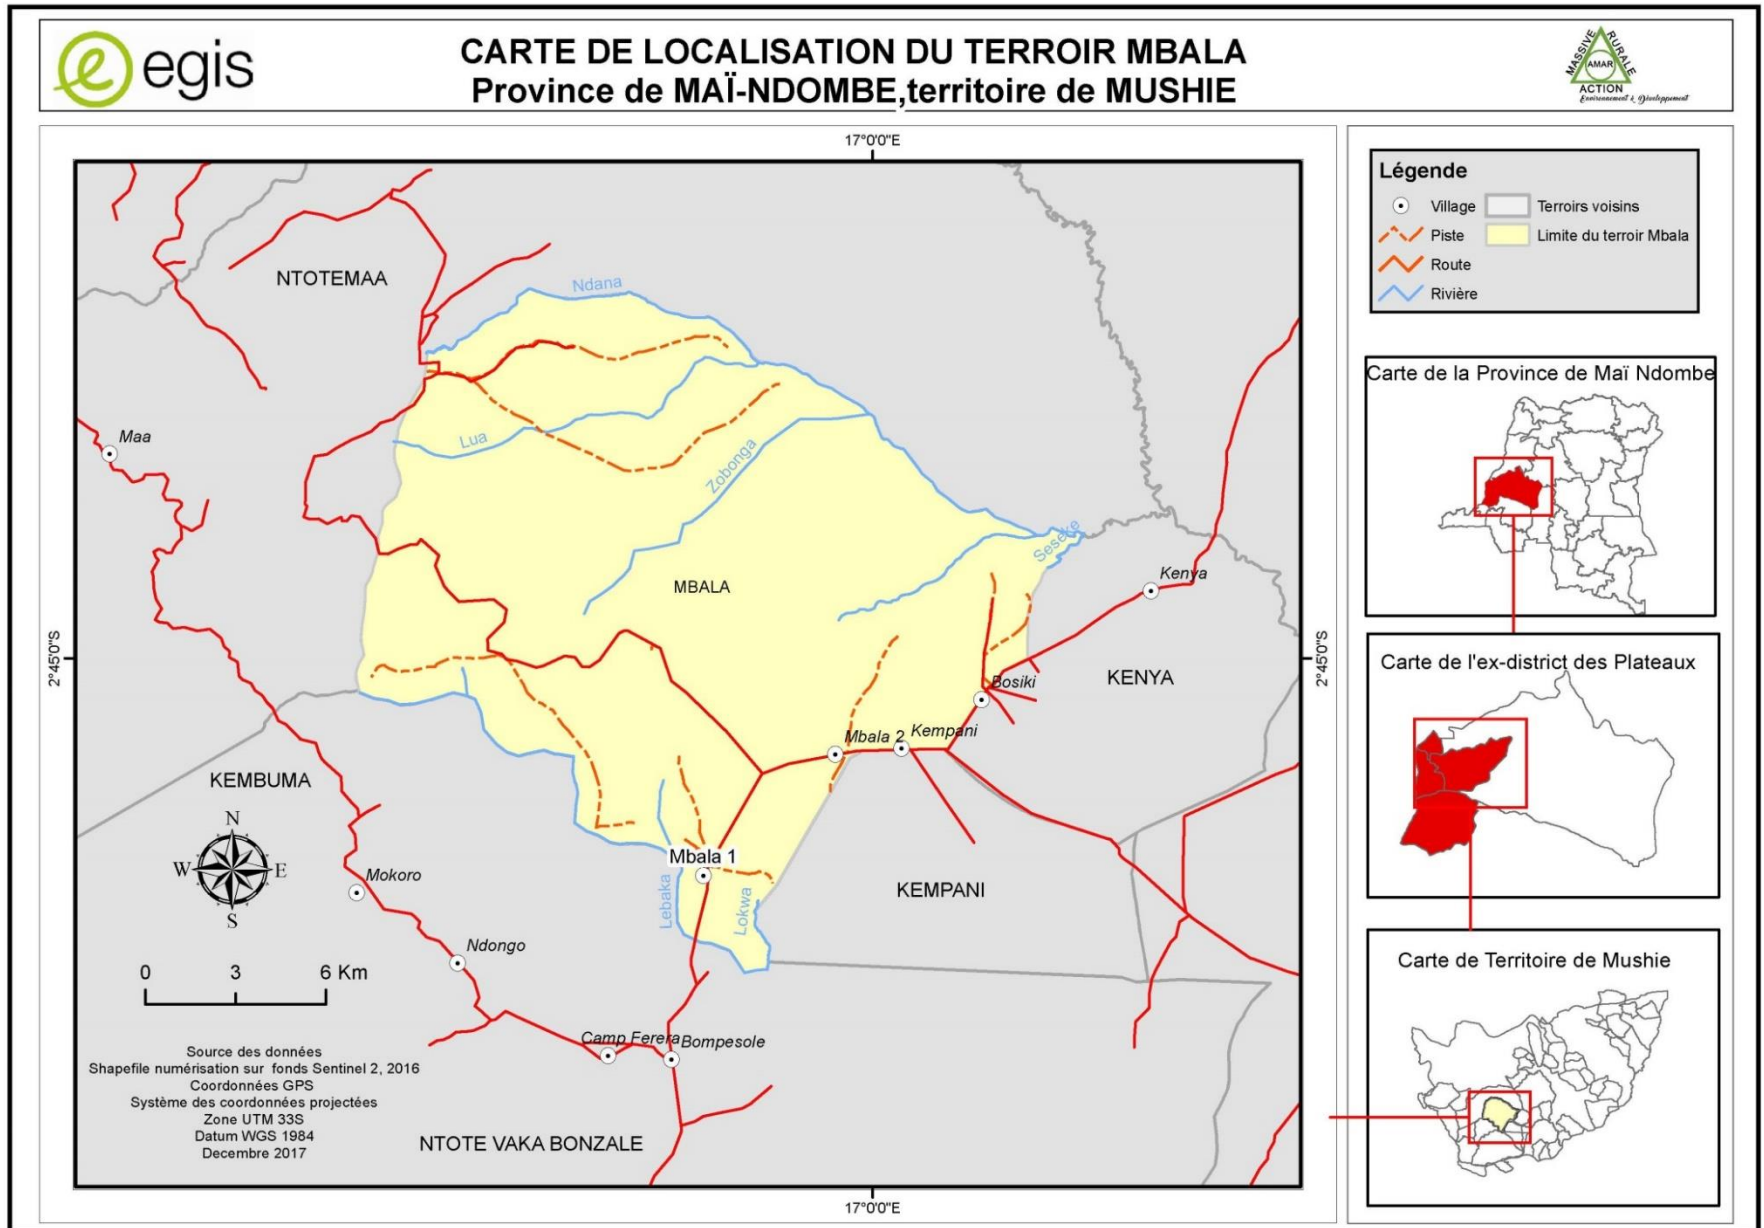 egis
CARTE DE LOCALISATION DU TERROIR MBALA
Province de MAÏ-NDOMBE,territoire de MUSHIE
MASSIVE
RURALE
AMAR
ACTION
Environnement & Développement
17°0'0"E
Légende
Village
Terroirs voisins
Piste
Limite du terroir Mbala
Route
Rivière
NTOTEMAA
Ndana
Carte de la Province de Maï Ndombe
Maa
Lua
Zobonga
Seseke
Kenya
MBALA
2°45'0"S
2°45'0"S
KENYA
Bosiki
Carte de l'ex-district des Plateaux
Mbala 2
Kempani
KEMBUMA
N
W
E
S
Mbala 1
Mokoro
Lebaka
Lokwa
KEMPANI
Ndongo
0 3 6 Km
Carte de Territoire de Mushie
Camp Ferera
Bompesole
Source des données
Shapefile numérisation sur fonds Sentinel 2, 2016
Coordonnées GPS
Système des coordonnées projectées
Zone UTM 33S
Datum WGS 1984
Decembre 2017
NTOTE VAKA BONZALE
17°0'0"E